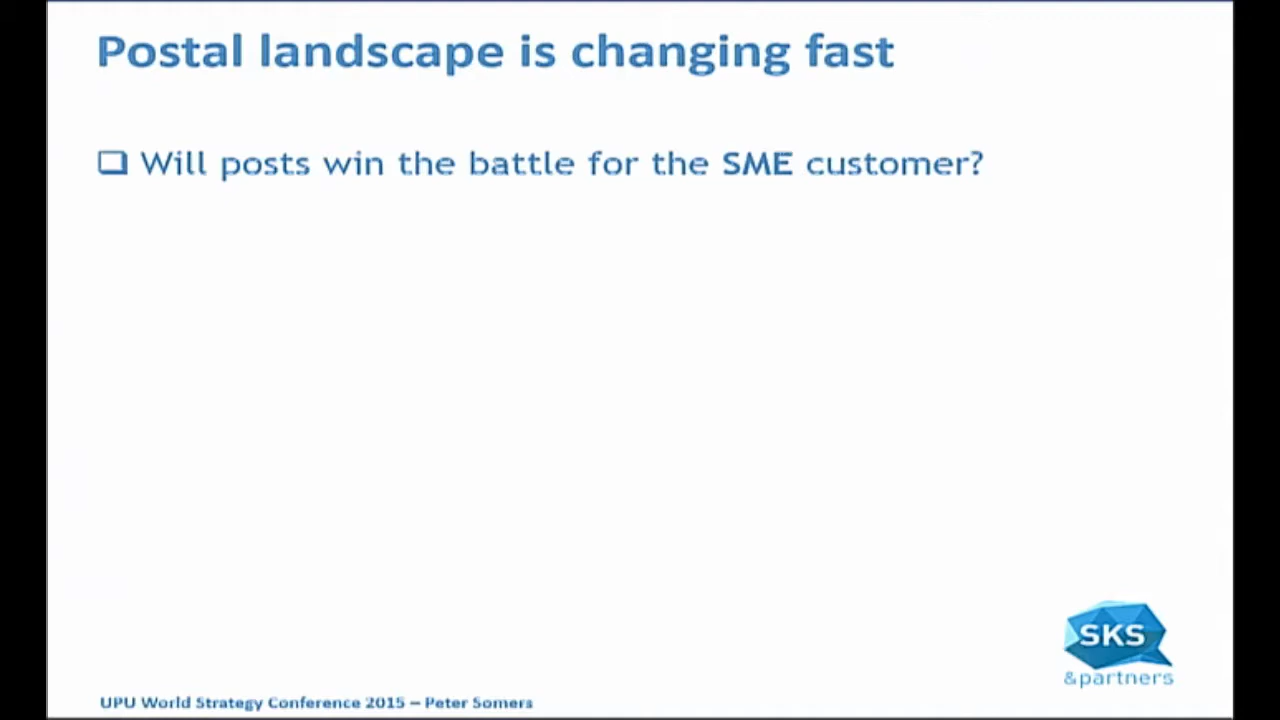 Postal landscape is changing fast
Will posts win the battle for the SME customer?
SKS
&partners
UPU World Strategy Conference 2015 – Peter Somers